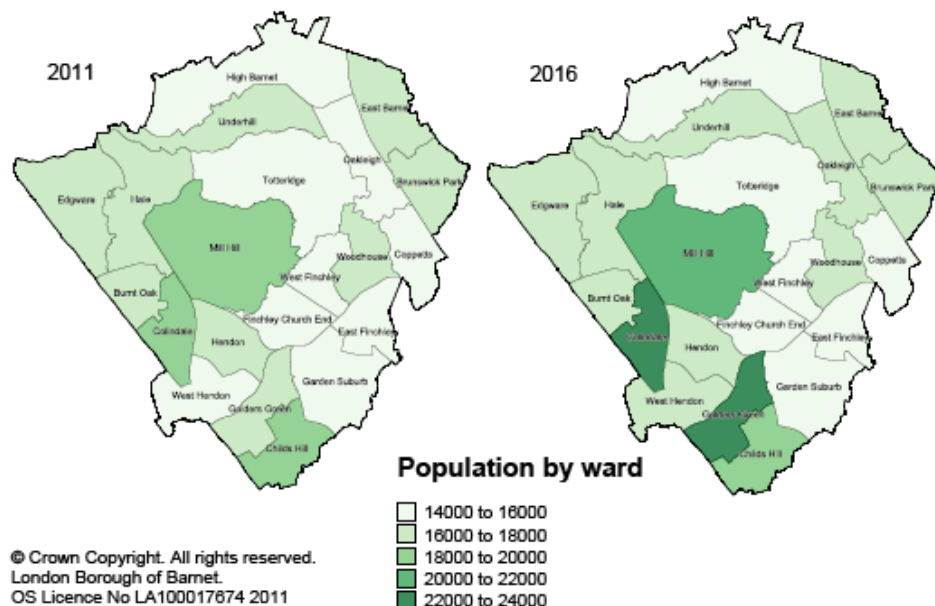 2011
High Barnet
East Barnet
Underhill
Oakleigh
Totteridge
Brunswick Park
Edgware
Hale
Mill Hill
Coppetts
Woodhouse
West Finchley
Burnt Oak
Finchley Church End
Colindale
East Finchley
Hendon
Garden Suburb
West Hendon
Golders Green
Childs Hill
2016
High Barnet
East Barnet
Underhill
Oakleigh
Totteridge
Brunswick Park
Edgware
Hale
Mill Hill
Coppetts
Woodhouse
West Finchley
Burnt Oak
Finchley Church End
Colindale
East Finchley
Hendon
Garden Suburb
West Hendon
Golders Green
Childs Hill
Population by ward
14000 to 16000
16000 to 18000
18000 to 20000
20000 to 22000
22000 to 24000
© Crown Copyright. All rights reserved.
London Borough of Barnet.
OS Licence No LA100017674 2011